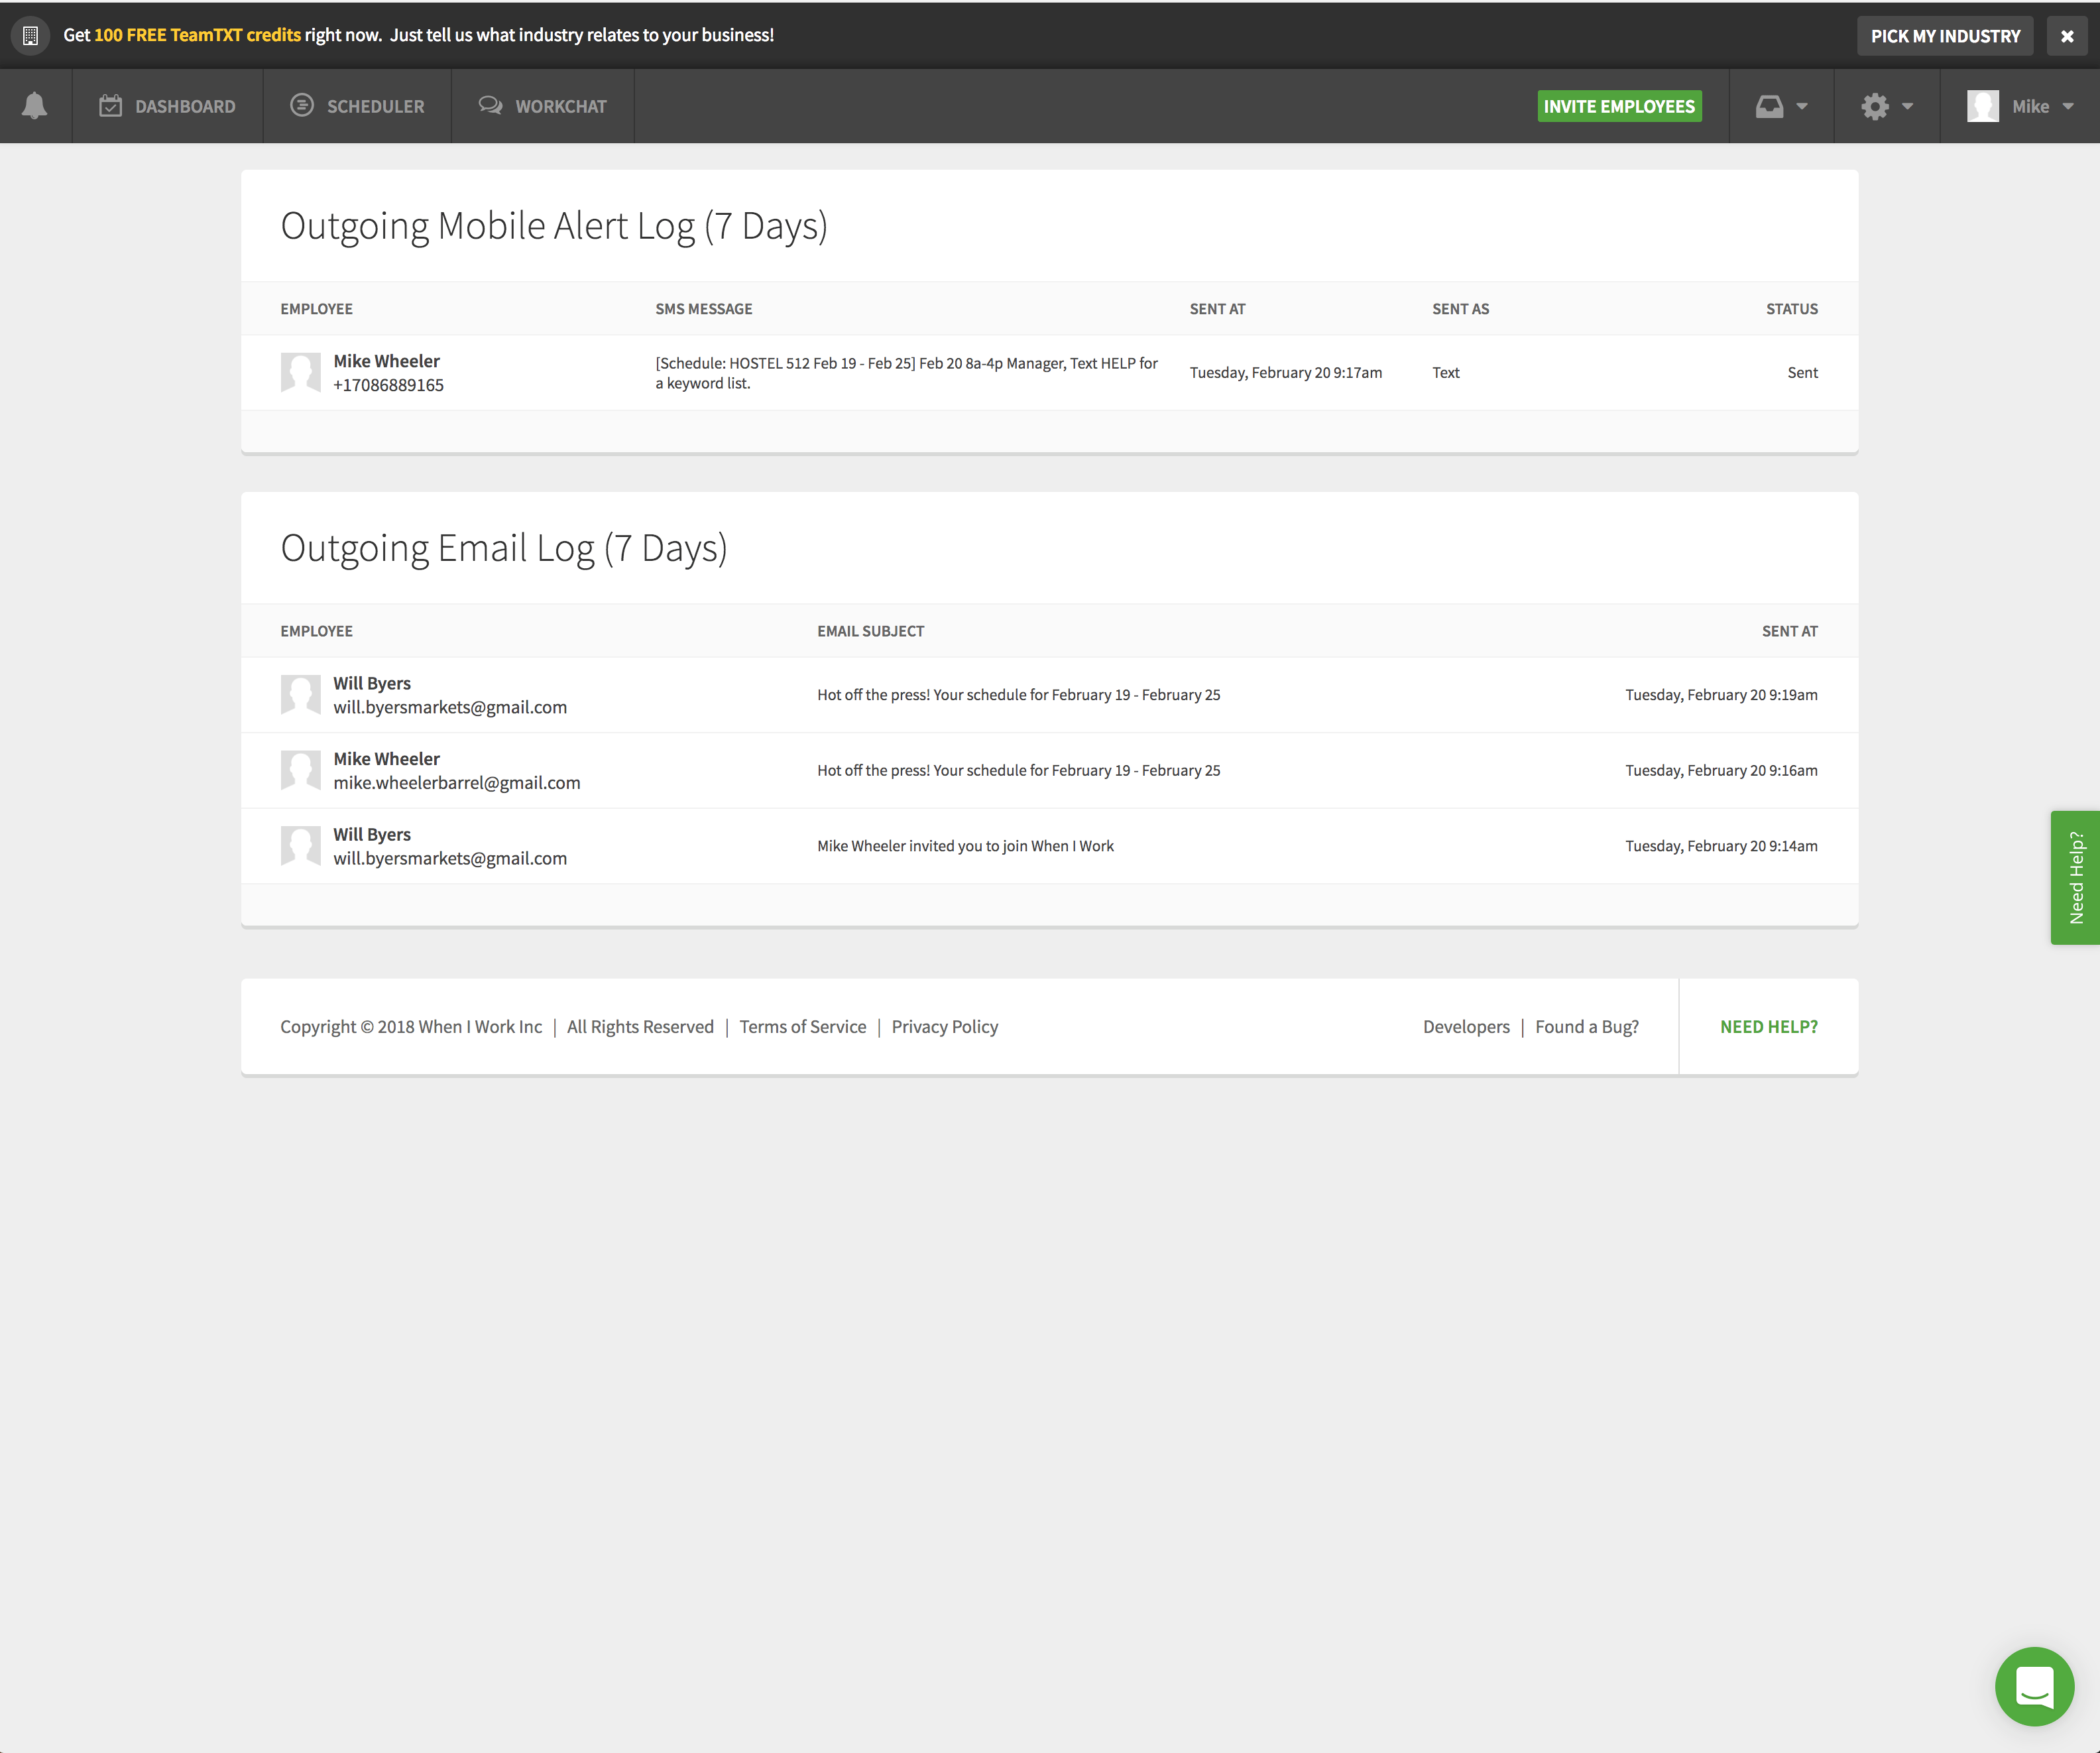 Get 100 FREE TeamTXT credits right now. Just tell us what industry relates to your business!
PICK MY INDUSTRY
DASHBOARD
SCHEDULER
WORKCHAT
INVITE EMPLOYEES
Mike
Outgoing Mobile Alert Log (7 Days)
EMPLOYEE SMS MESSAGE SENT AT SENT AS STATUS
Mike Wheeler
+17086889165
[Schedule: HOSTEL 512 Feb 19 - Feb 25] Feb 20 8a-4p Manager, Text HELP for
a keyword list.
Tuesday, February 20 9:17am
Text
Sent
Outgoing Email Log (7 Days)
EMPLOYEE EMAIL SUBJECT SENT AT
Will Byers
will.byersmarkets@gmail.com
Hot off the press! Your schedule for February 19 - February 25
Tuesday, February 20 9:19am
Mike Wheeler
mike.wheelerbarrel@gmail.com
Hot off the press! Your schedule for February 19 - February 25
Tuesday, February 20 9:16am
Will Byers
will.byersmarkets@gmail.com
Mike Wheeler invited you to join When I Work
Tuesday, February 20 9:14am
Need Help?
Copyright © 2018 When I Work Inc | All Rights Reserved | Terms of Service | Privacy Policy
Developers | Found a Bug?
NEED HELP?